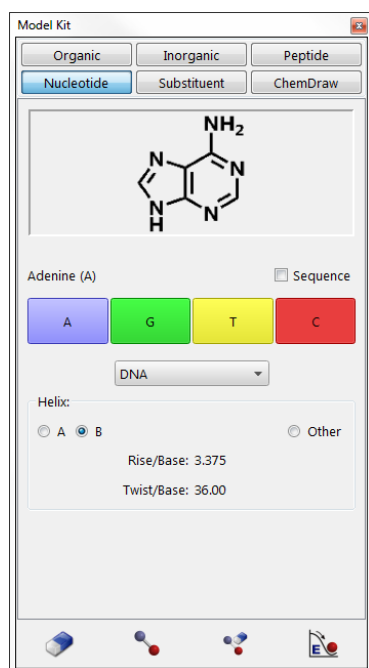 Model Kit
Organic Inorganic Peptide
Nucleotide Substituent ChemDraw
NH2
N N
N N
H
Adenine (A) Sequence
A G T C
DNA
Helix:
A B Other
Rise/Base: 3.375
Twist/Base: 36.00
E